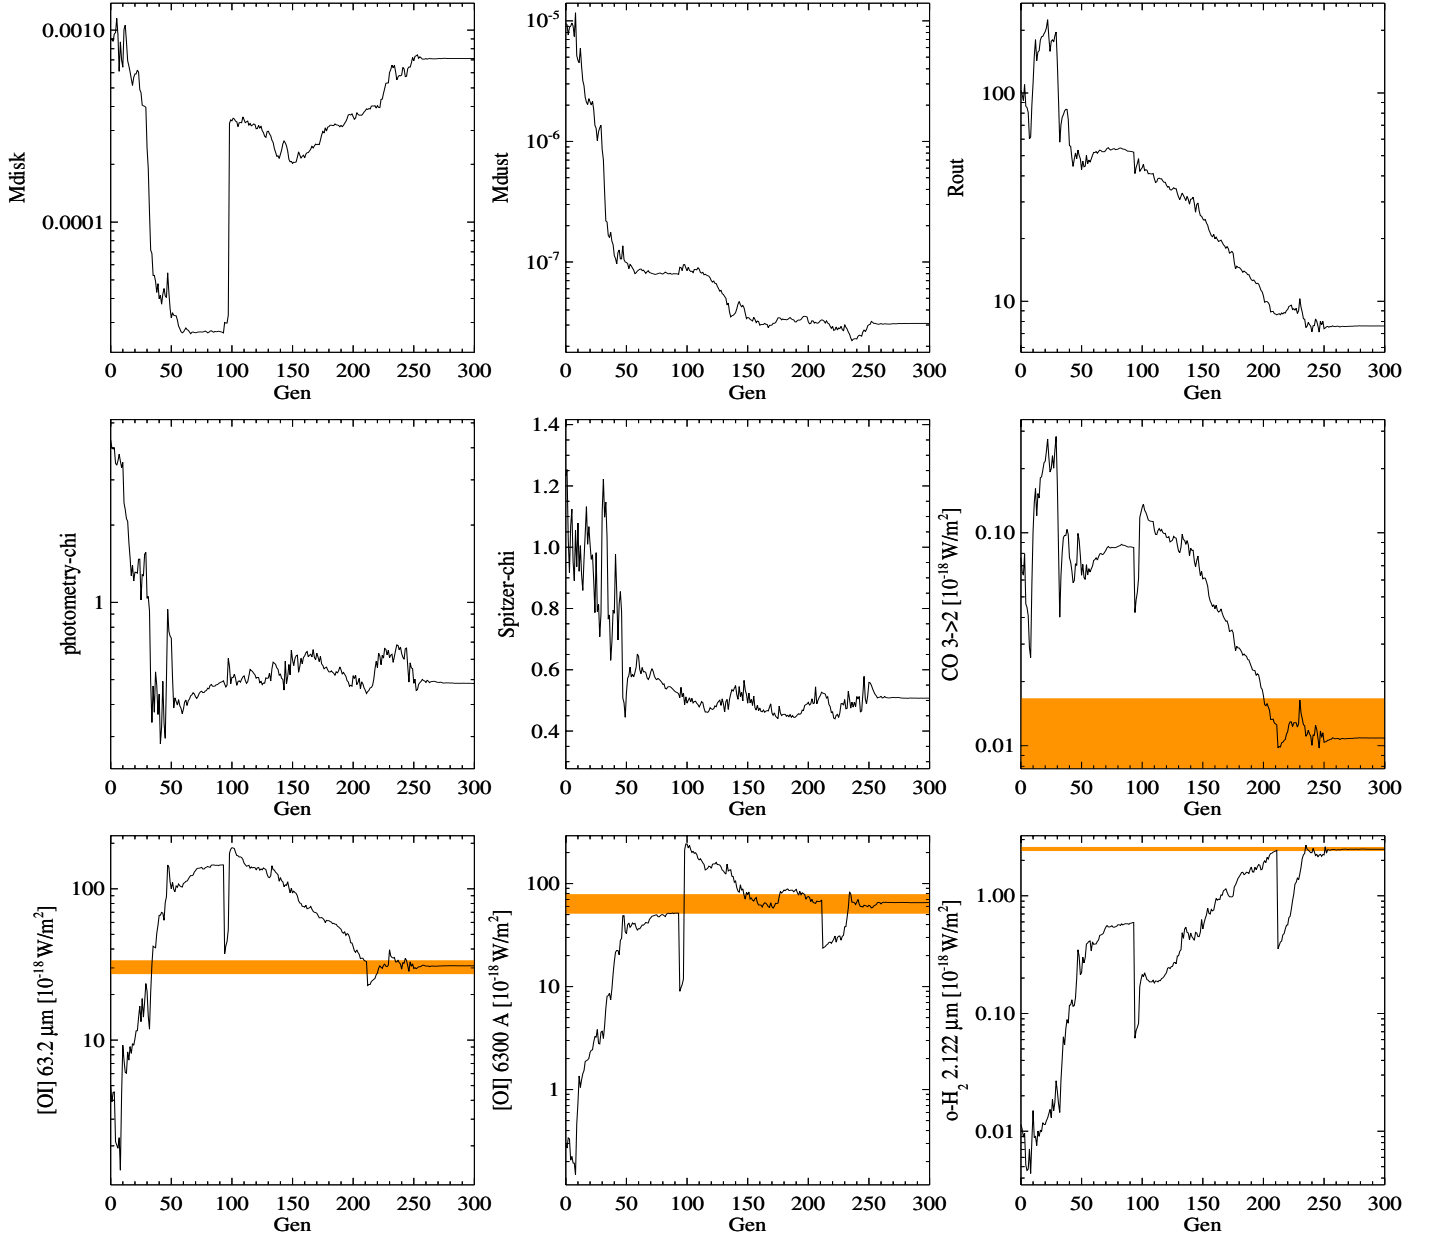 Mdisk
0.0010
0.0001
0 50 100 150 200 250 300
Gen
Mdust
10-5
10-6
10-7
0 50 100 150 200 250 300
Gen
Rout
100
10
0 50 100 150 200 250 300
Gen
photometry-chi
1
0 50 100 150 200 250 300
Gen
Spitzer-chi
1.4
1.2
1.0
0.8
0.6
0.4
0 50 100 150 200 250 300
Gen
CO 3->2 [10-18 W/m2]
0.10
0.01
0 50 100 150 200 250 300
Gen
[OI] 63.2 μm [10-18 W/m2]
100
10
0 50 100 150 200 250 300
Gen
[OI] 6300 A [10-18 W/m2]
100
10
1
0 50 100 150 200 250 300
Gen
o-H2 2.122 μm [10-18 W/m2]
1.00
0.10
0.01
0 50 100 150 200 250 300
Gen